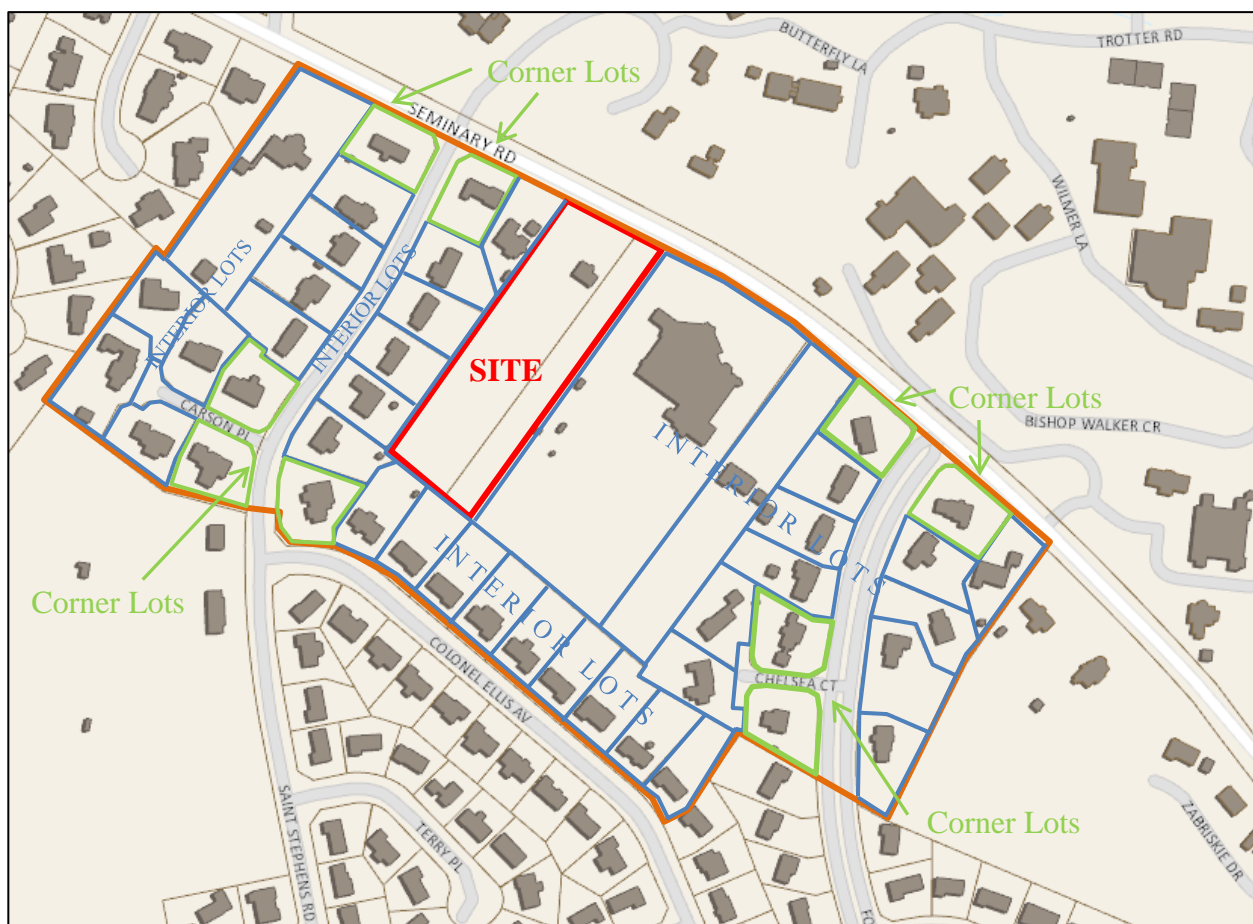 BUTTERFLY LA
TROTTER RD
Corner Lots
SEMINARY RD
WILMER LA
INTERIOR LOTS
INTERIOR LOTS
SITE
Corner Lots
CARSON PL
BISHOP WALKER CR
INTERIOR LOTS
INTERIOR LOTS
Corner Lots
COLONEL ELLIS AV
CHELSEA CT
SAINT STEPHENS RD
TERRY PL
Corner Lots
ZABRISKIE DR
FO